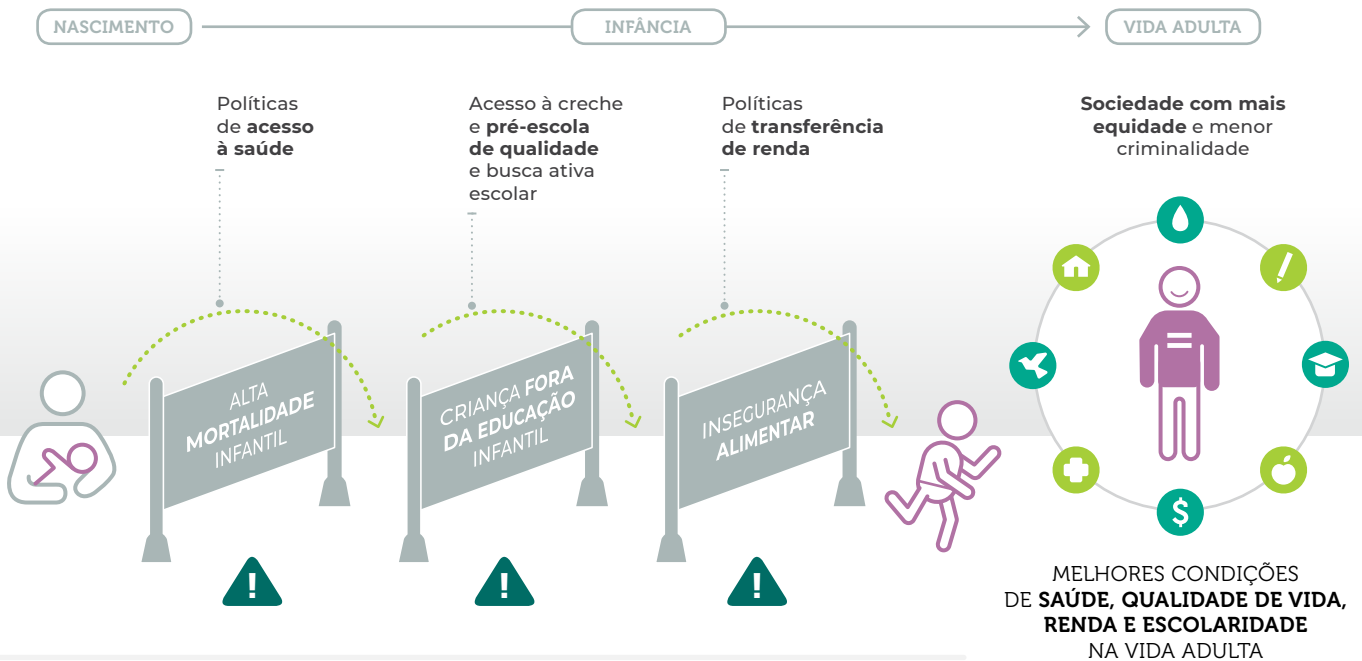 NASCIMENTO
INFÂNCIA
VIDA ADULTA
Políticas
de acesso
à saúde
Acesso à creche
e pré-escola
de qualidade
e busca ativa
escolar
Políticas
de transferência
de renda
Sociedade com mais
equidade e menor
criminalidade
ALTA
MORTALIDADE
INFANTIL
CRIANÇA FORA
DA EDUCAÇÃO
INFANTIL
INSEGURANÇA
ALIMENTAR
$
!
!
!
MELHORES CONDIÇÕES
DE SAÚDE, QUALIDADE DE VIDA,
RENDA E ESCOLARIDADE
NA VIDA ADULTA